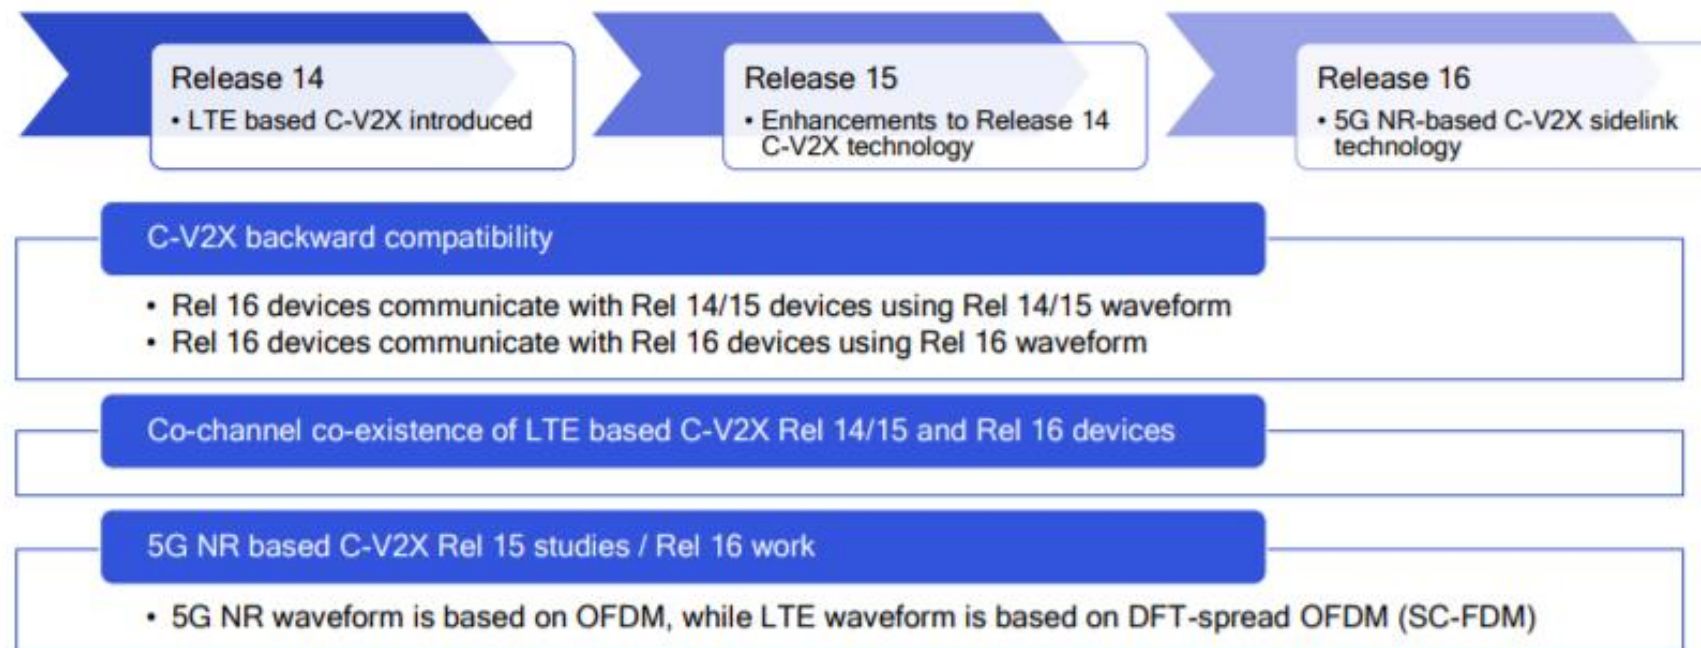 Release 14
• LTE based C-V2X introduced
Release 15
• Enhancements to Release 14
C-V2X technology
Release 16
• 5G NR-based C-V2X sidelink
technology
C-V2X backward compatibility
• Rel 16 devices communicate with Rel 14/15 devices using Rel 14/15 waveform
• Rel 16 devices communicate with Rel 16 devices using Rel 16 waveform
Co-channel co-existence of LTE based C-V2X Rel 14/15 and Rel 16 devices
5G NR based C-V2X Rel 15 studies / Rel 16 work
• 5G NR waveform is based on OFDM, while LTE waveform is based on DFT-spread OFDM (SC-FDM)